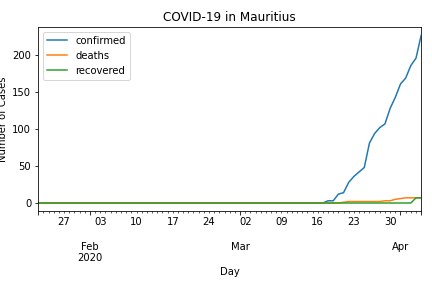 COVID-19 in Mauritius
confirmed
deaths
recovered
Number of Cases
200
150
100
50
0
27 03 10 17 24 02 09 16 23 30
Feb Mar Apr
2020
Day